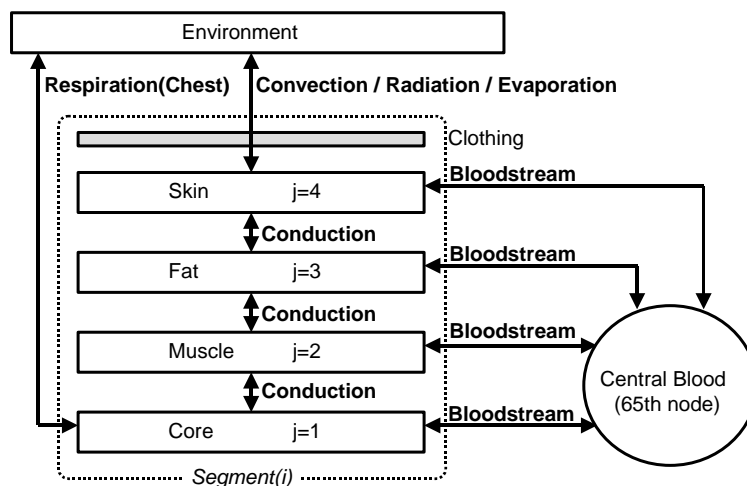 Environment
Respiration(Chest) Convection / Radiation / Evaporation
Clothing
Bloodstream
Skin j=4
Conduction
Bloodstream
Fat j=3
Conduction
Bloodstream
Muscle j=2
Central Blood
(65th node)
Conduction
Bloodstream
Core j=1
Segment(i)